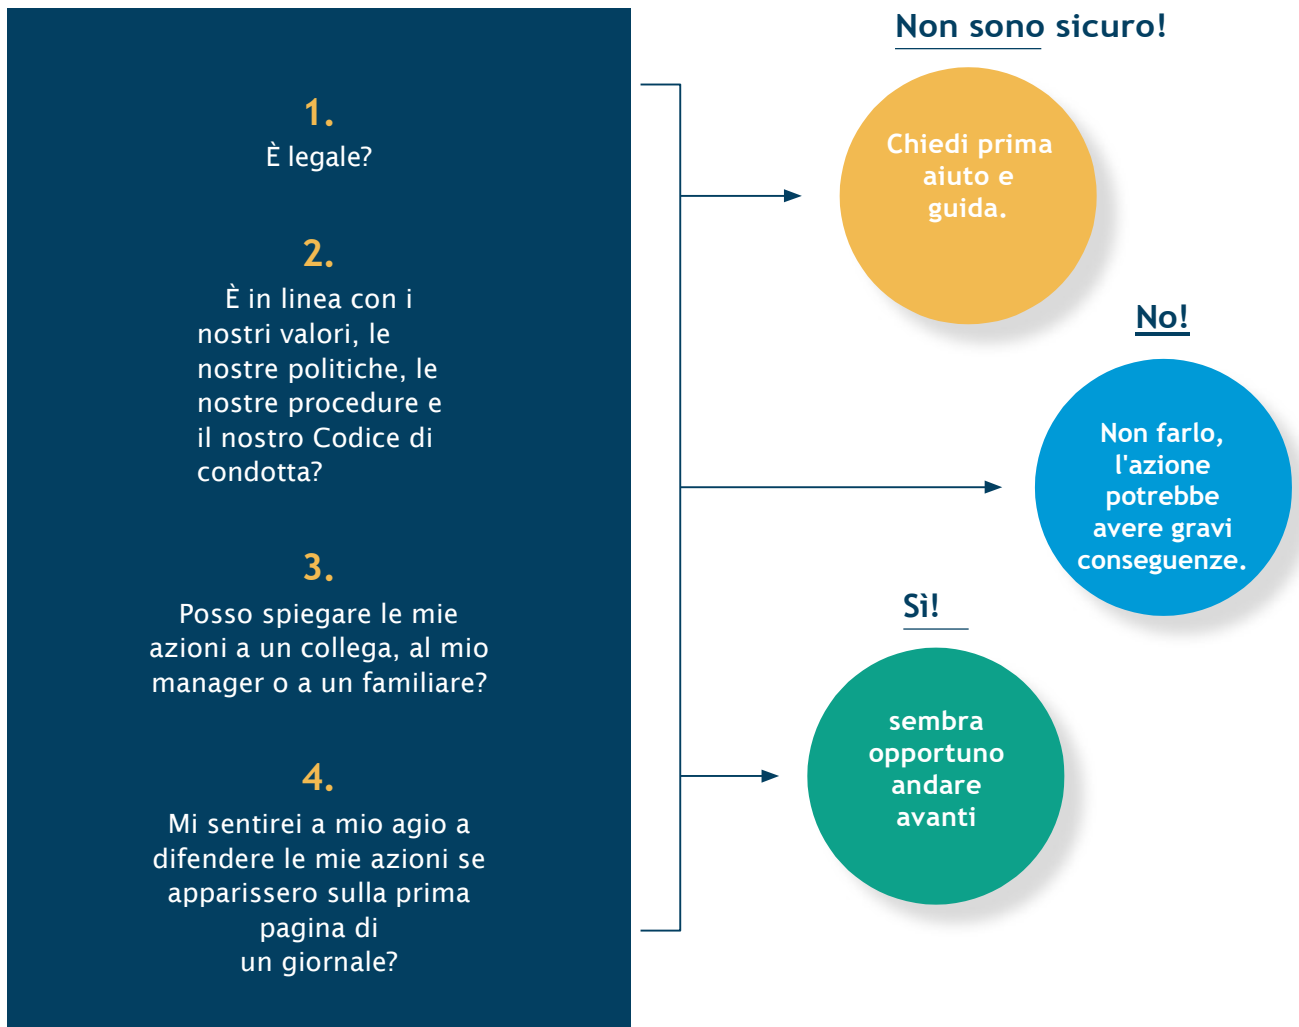 1.
È legale?
2.
È in linea con i
nostri valori, le
nostre politiche, le
nostre procedure e
il nostro Codice di
condotta?
3.
Posso spiegare le mie
azioni a un collega, al mio
manager o a un familiare?
4.
Mi sentirei a mio agio a
difendere le mie azioni se
apparissero sulla prima
pagina di
un giornale?
Non sono sicuro!
Chiedi prima
aiuto e
guida.
No!
Non farlo,
l'azione
potrebbe
avere gravi
conseguenze.
Sì!
sembra
opportuno
andare
avanti